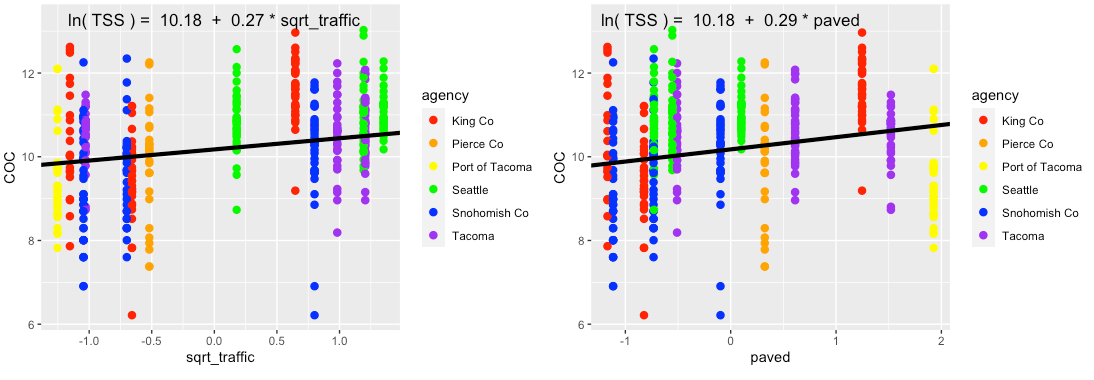 ln( TSS ) = 10.18 + 0.27 * sqrt_traffic
COC
12
10
8
6
-1.0 -0.5 0.0 0.5 1.0
sqrt_traffic
agency
King Co
Pierce Co
Port of Tacoma
Seattle
Snohomish Co
Tacoma
ln( TSS ) = 10.18 + 0.29 * paved
COC
12
10
8
6
-1 0 1 2
paved
agency
King Co
Pierce Co
Port of Tacoma
Seattle
Snohomish Co
Tacoma